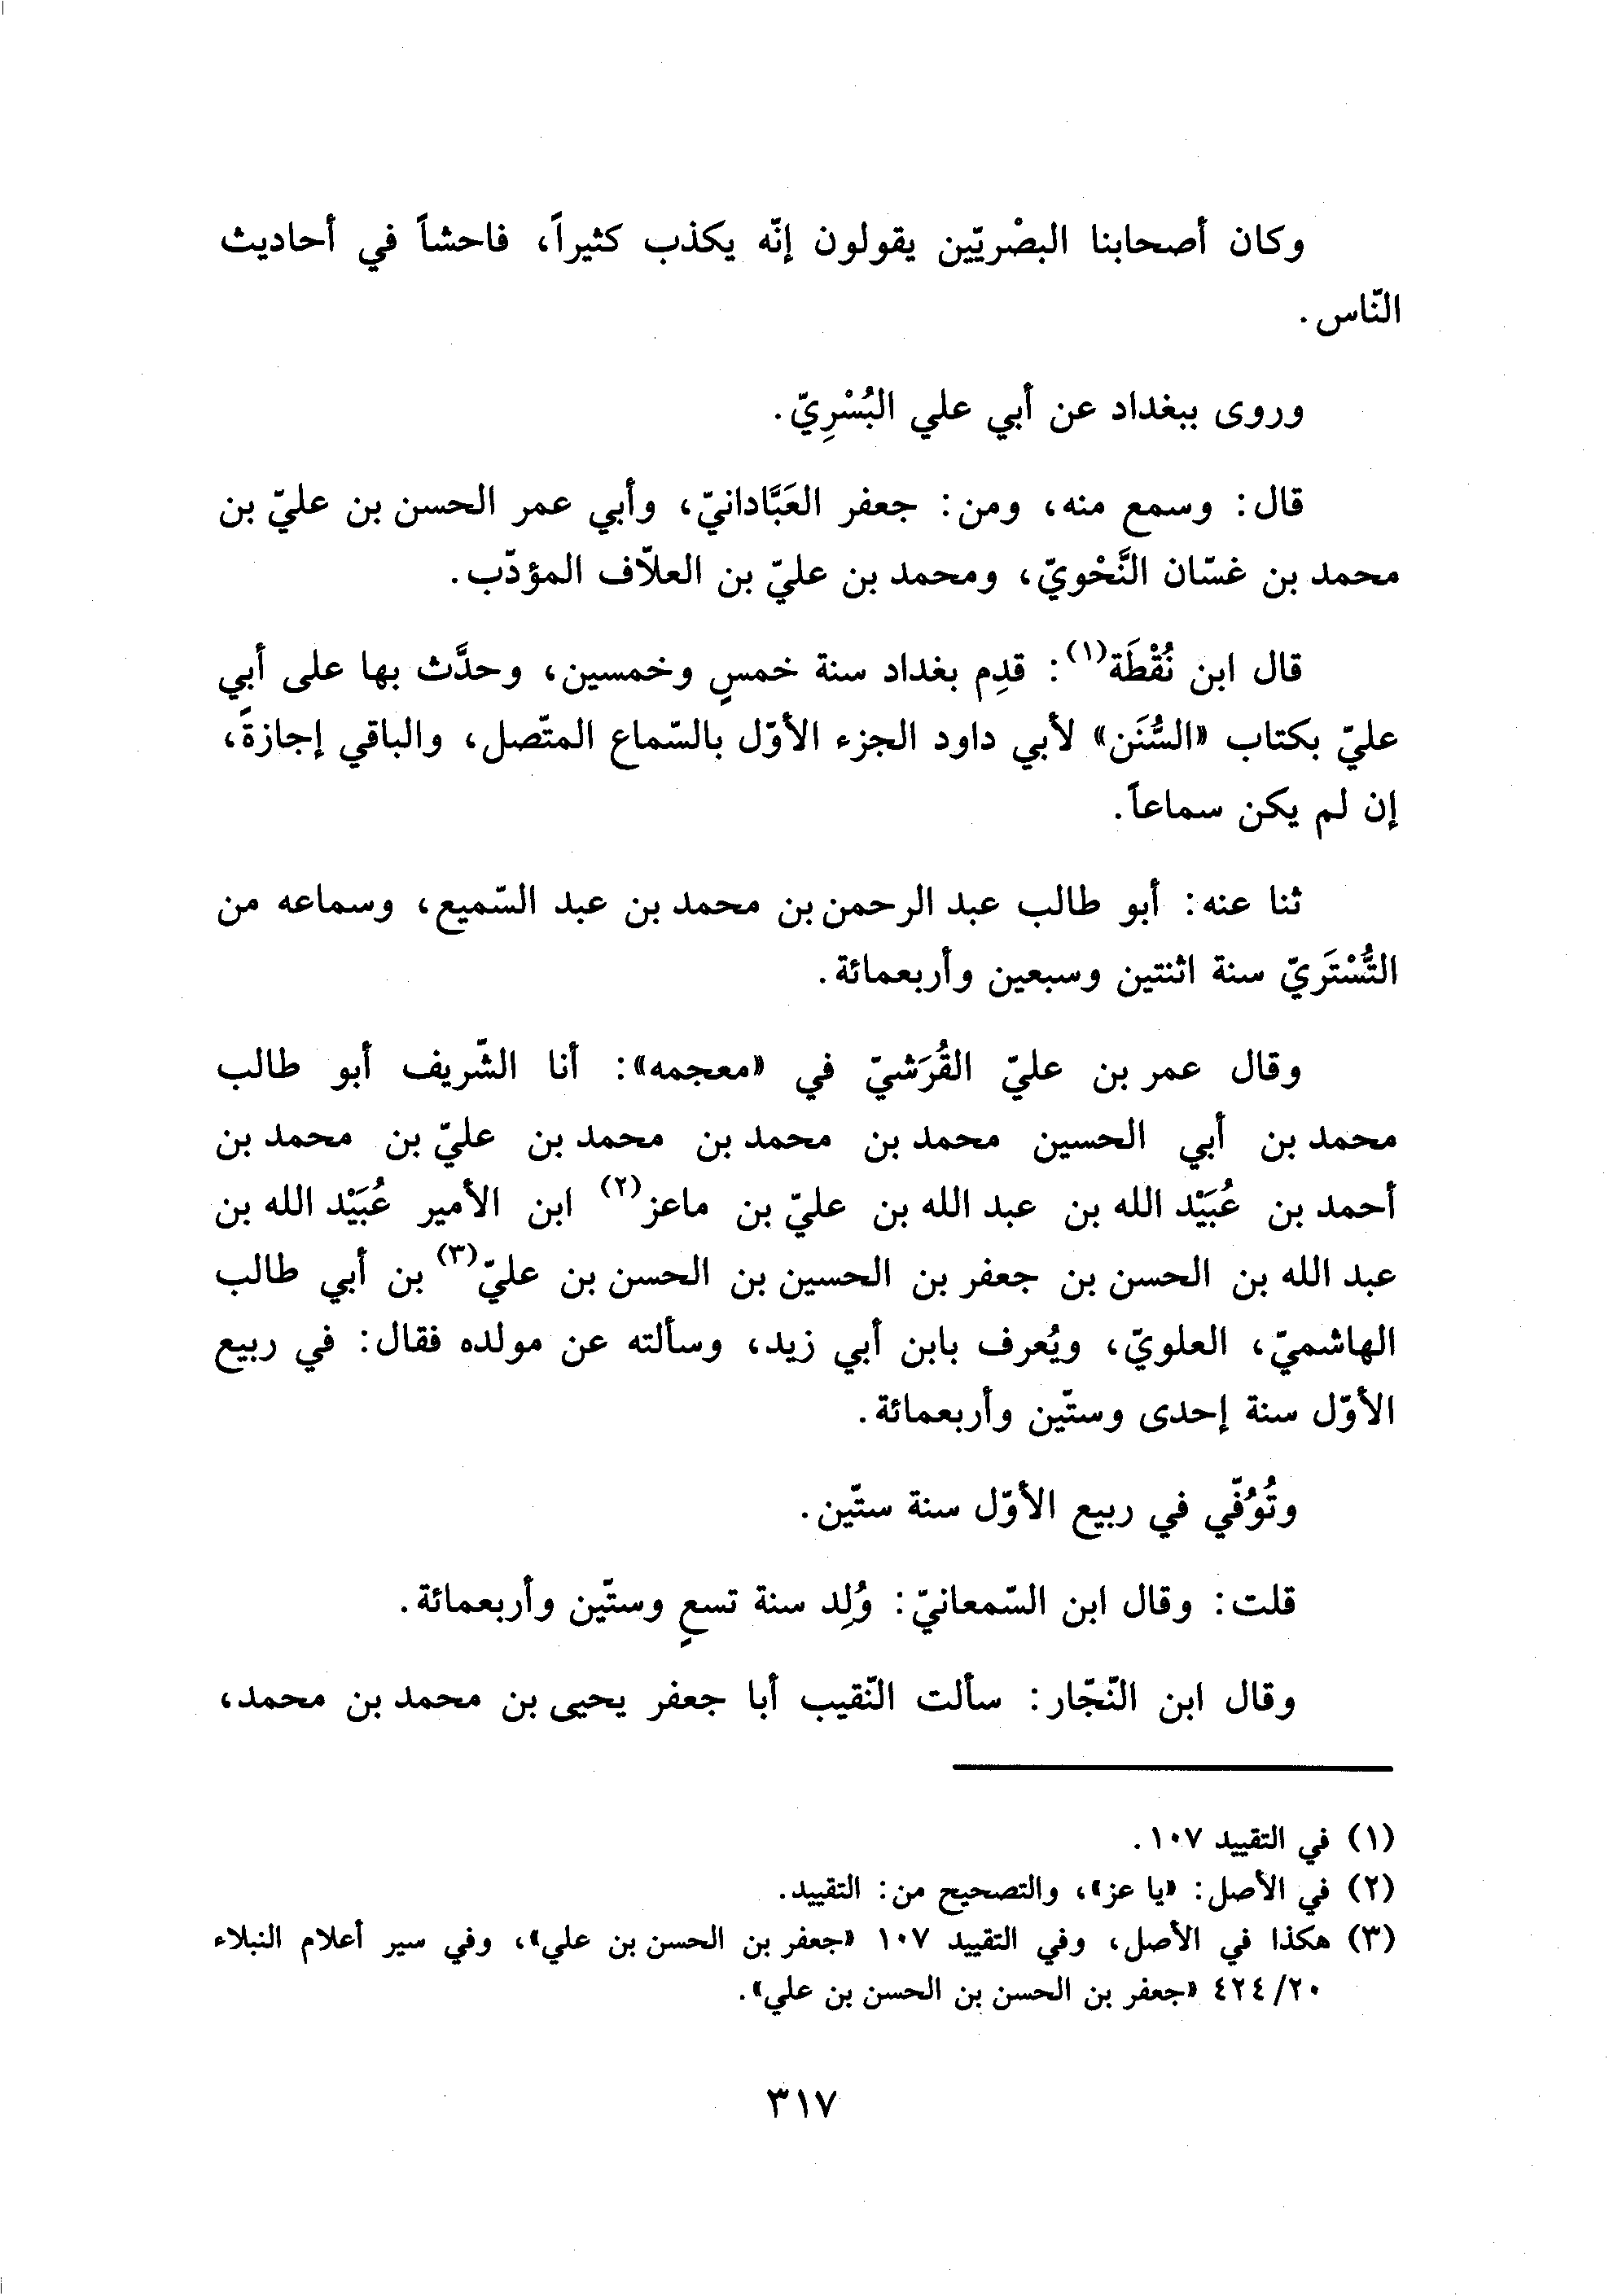 وكان أصحابنا البصْريّين يقولون إنّه يكذب كثيراً، فاحشاً في أحاديث
النّاس.
وروى ببغداد عن أبي علي البُسْرِيّ.
قال: وسمع منه، ومن: جعفر العَبَّادانيّ، وأبي عمر الحسن بن عليّ بن
محمد بن غسّان النَّحْويّ، ومحمد بن عليّ بن العلاّف المؤدّب.
قال ابن نُقْطَة(١): قدِم بغداد سنة خمسٍ وخمسين، وحدَّث بها على أبي
عليّ بكتاب «السُّنَن» لأبي داود الجزء الأوّل بالسّماع المتّصل، والباقي إجازةً،
إن لم يكن سماعاً.
ثنا عنه: أبو طالب عبد الرحمن بن محمد بن عبد السّميع، وسماعه من
التُّسْتَريّ سنة اثنتين وسبعين وأربعمائة.
وقال عمر بن عليّ القُرَشيّ في «معجمه»: أنا الشّريف أبو طالب
محمد بن أبي الحسين محمد بن محمد بن محمد بن عليّ بن محمد بن
أحمد بن عُبَيْد الله بن عبد الله بن عليّ بن ماعز(٢) ابن الأمير عُبَيْد الله بن
عبد الله بن الحسن بن جعفر بن الحسين بن الحسن بن عليّ(٣) بن أبي طالب
الهاشميّ، العلويّ، ويُعرف بابن أبي زيد، وسألته عن مولده فقال: في ربيع
الأوّل سنة إحدى وستّين وأربعمائة.
وتُوُفّي في ربيع الأوّل سنة ستّين.
قلت: وقال ابن السّمعانيّ: وُلِد سنة تسعٍ وستّين وأربعمائة.
وقال ابن النّجّار: سألت النّقيب أبا جعفر يحيى بن محمد بن محمد،
(١) في التقييد ١٠٧.
(٢) في الأصل: «يا عز»، والتصحيح من: التقييد.
(٣) هكذا في الأصل، وفي التقييد ١٠٧ «جعفر بن الحسن بن علي»، وفي سير أعلام النبلاء
٤٢٤/٢٠ «جعفر بن الحسن بن الحسن بن علي».
٣١٧